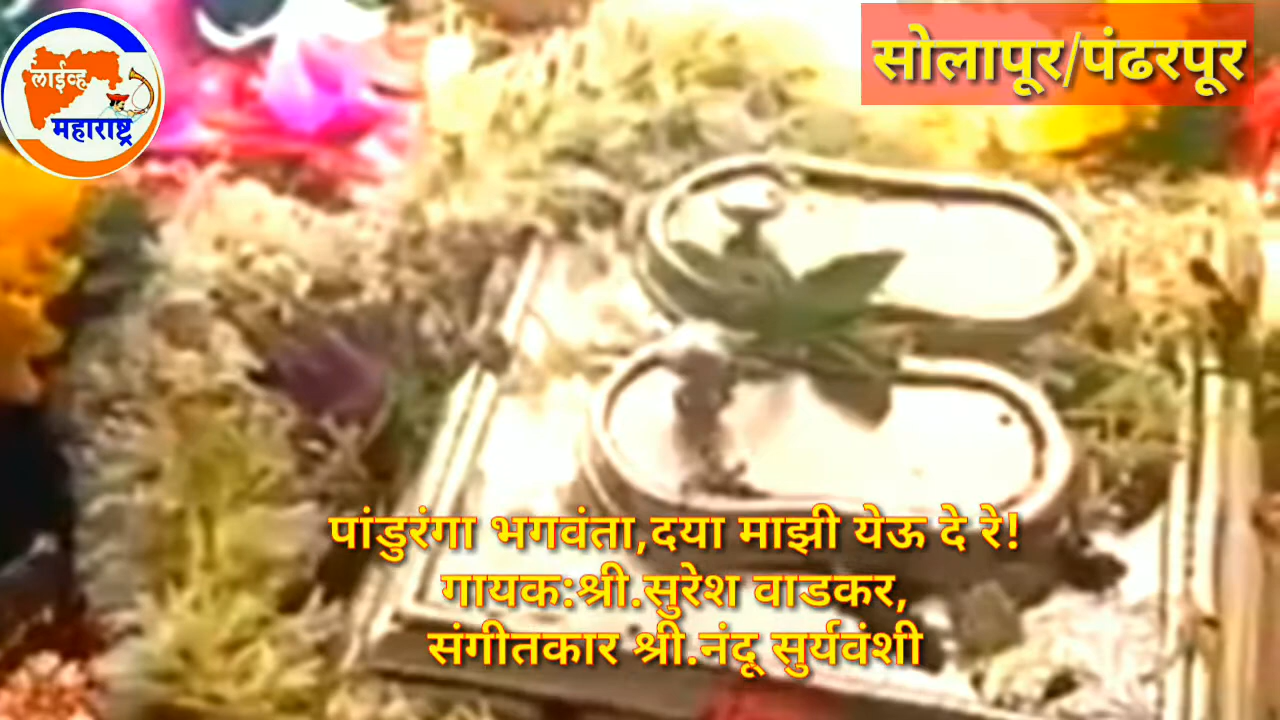 लाईव्ह
महाराष्ट्र
सोलापूर/पंढरपूर
पांडुरंगा भगवंता,दया माझी येऊ दे रे!
गायक:श्री.सुरेश वाडकर,
संगीतकार श्री.नंदू सुर्यवंशी